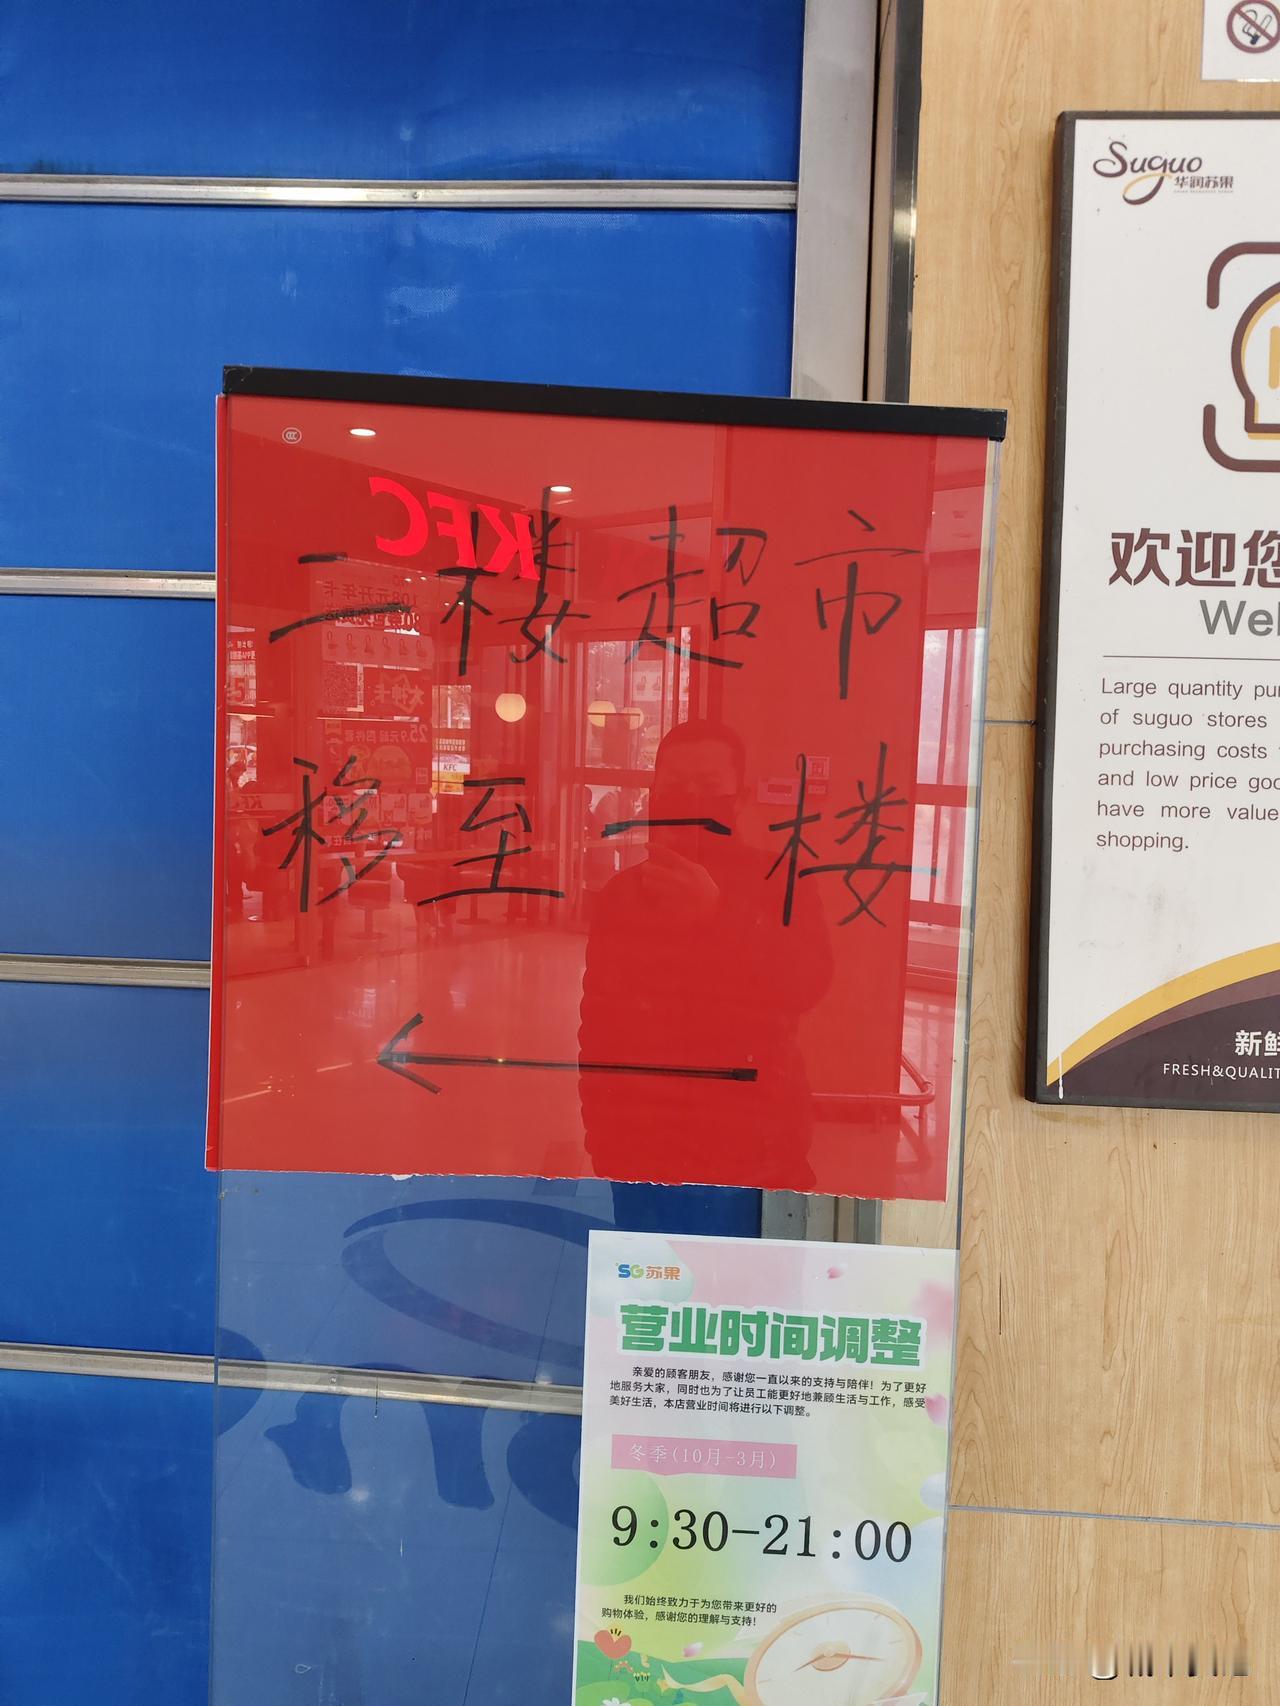 KFC
二楼超市
移至一楼
Suguo
华润苏果
欢迎您
Wel
Large quantity pur
of suguo stores
purchasing costs
and low price goo
have more value
shopping.
新鲜
FRESH&QUALIT
SG苏果
营业时间调整
亲爱的顾客朋友，感谢您一直以来的支持与陪伴！为了更好
地服务大家，同时也为了让员工能更好地兼顾生活与工作，感受
美好生活，本店营业时间将进行以下调整。
冬季(10月-3月)
9:30-21:00
我们始终致力于为您带来更好的
购物体验，感谢您的理解与支持！